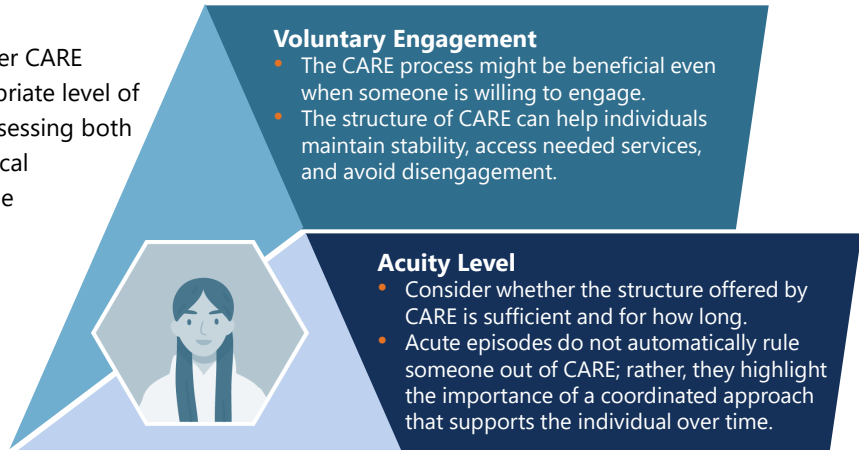 er CARE
priate level of
sessing both
cal
e
Voluntary Engagement
• The CARE process might be beneficial even
when someone is willing to engage.
• The structure of CARE can help individuals
maintain stability, access needed services,
and avoid disengagement.
Acuity Level
• Consider whether the structure offered by
CARE is sufficient and for how long.
• Acute episodes do not automatically rule
someone out of CARE; rather, they highlight
the importance of a coordinated approach
that supports the individual over time.